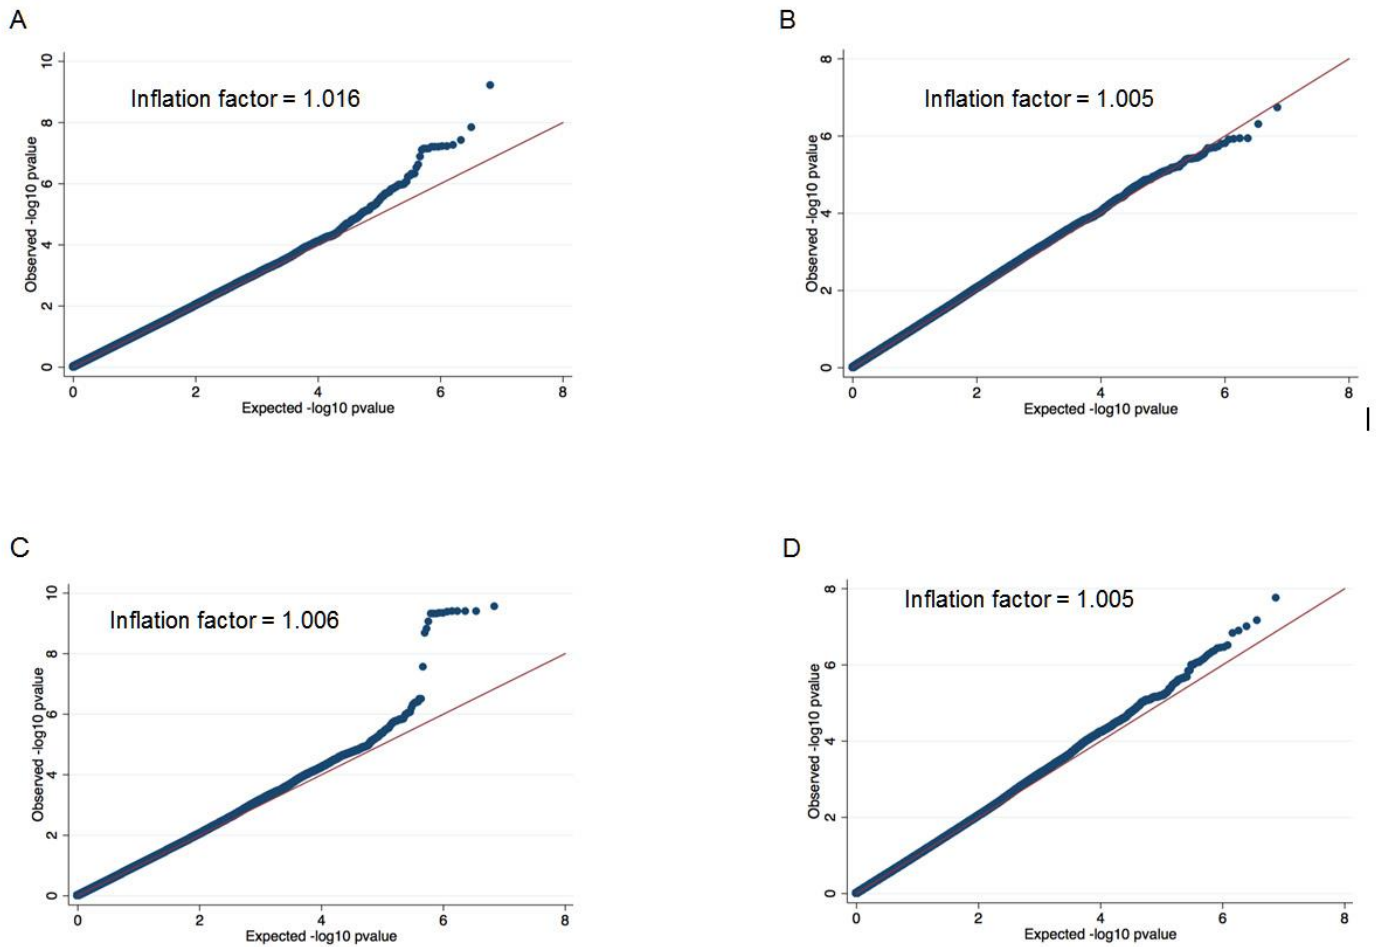 A
Inflation factor = 1.016
Observed -log10 pvalue
10
8
6
4
2
0
0 2 4 6 8
Expected -log10 pvalue
B
Inflation factor = 1.005
Observed -log10 pvalue
8
6
4
2
0
0 2 4 6 8
Expected -log10 pvalue
C
Inflation factor = 1.006
Observed -log10 pvalue
10
8
6
4
2
0
0 2 4 6 8
Expected -log10 pvalue
D
Inflation factor = 1.005
Observed -log10 pvalue
8
6
4
2
0
0 2 4 6 8
Expected -log10 pvalue